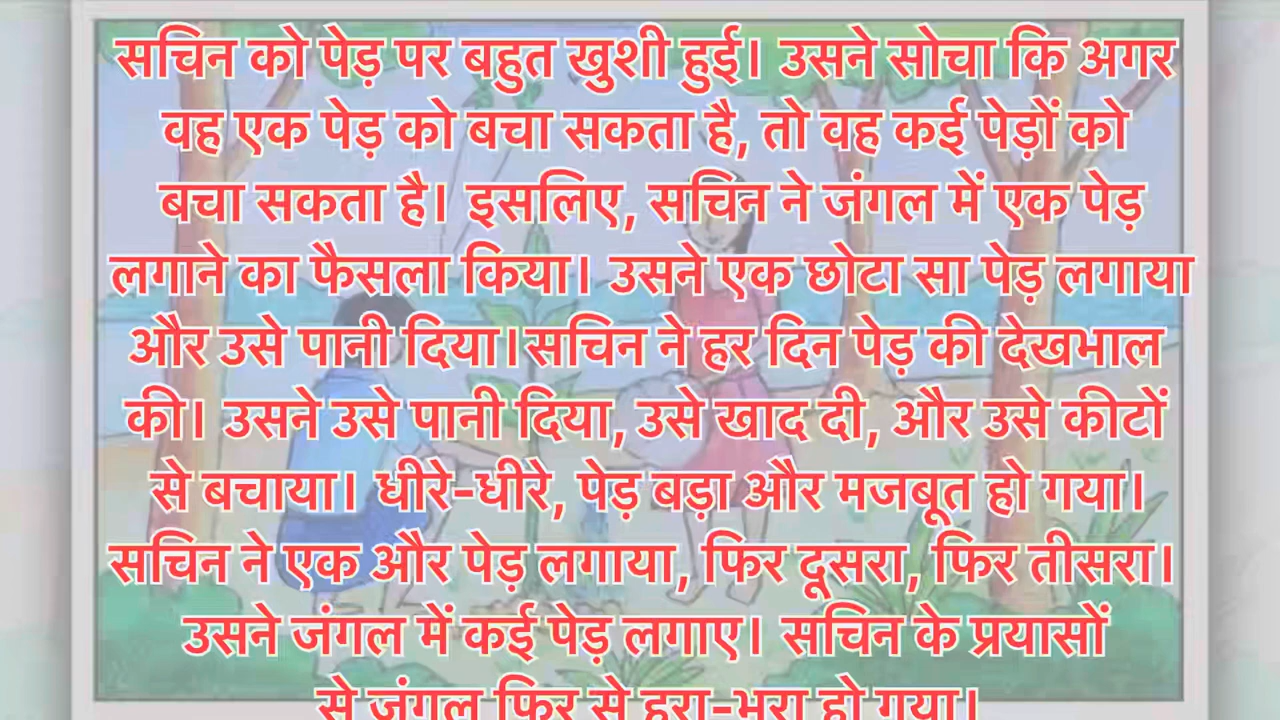 सचिन को पेड़ पर बहुत खुशी हुई। उसने सोचा कि अगर
वह एक पेड़ को बचा सकता है, तो वह कई पेड़ों को
बचा सकता है। इसलिए, सचिन ने जंगल में एक पेड़
लगाने का फैसला किया। उसने एक छोटा सा पेड़ लगाया
और उसे पानी दिया।सचिन ने हर दिन पेड़ की देखभाल
की। उसने उसे पानी दिया, उसे खाद दी, और उसे कीटों
से बचाया। धीरे-धीरे, पेड़ बड़ा और मजबूत हो गया।
सचिन ने एक और पेड़ लगाया, फिर दूसरा, फिर तीसरा।
उसने जंगल में कई पेड़ लगाए। सचिन के प्रयासों
से जंगल फिर से हरा-भरा हो गया।